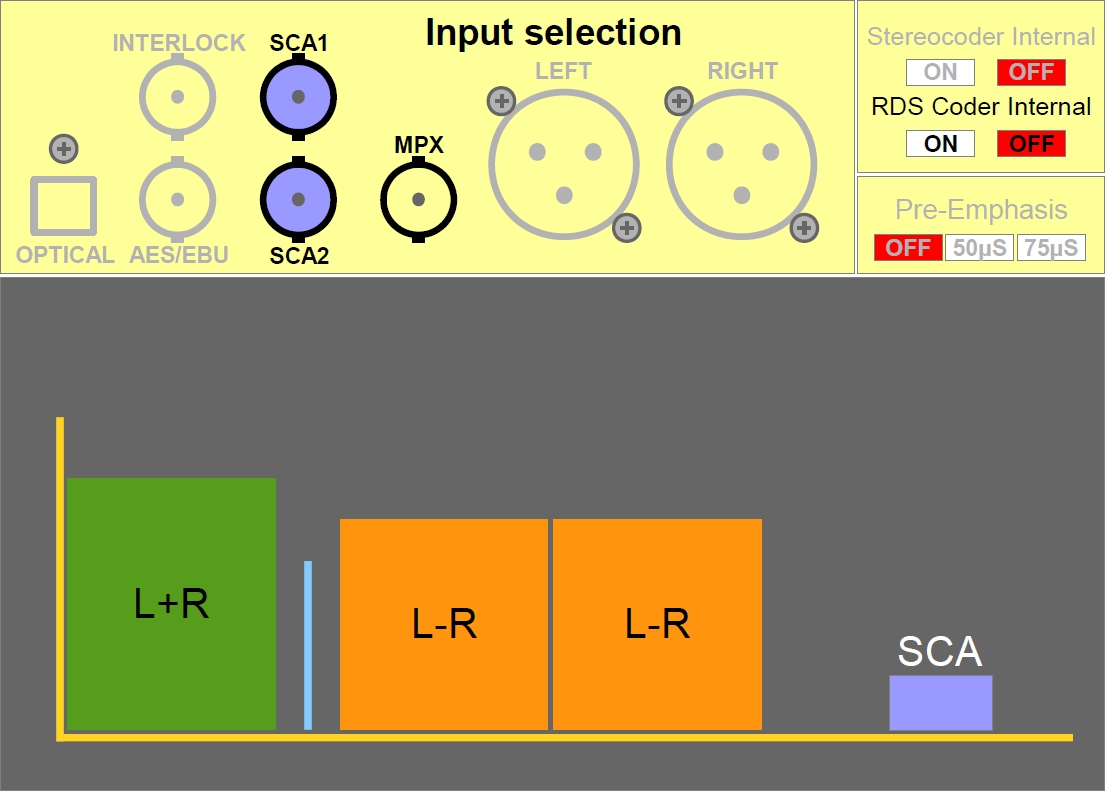 Input selection
INTERLOCK
SCA1
LEFT
RIGHT
MPX
OPTICAL
AES/EBU
SCA2
Stereocoder Internal
ON OFF
RDS Coder Internal
ON OFF
Pre-Emphasis
OFF 50µS 75µS
L+R
L-R
L-R
SCA